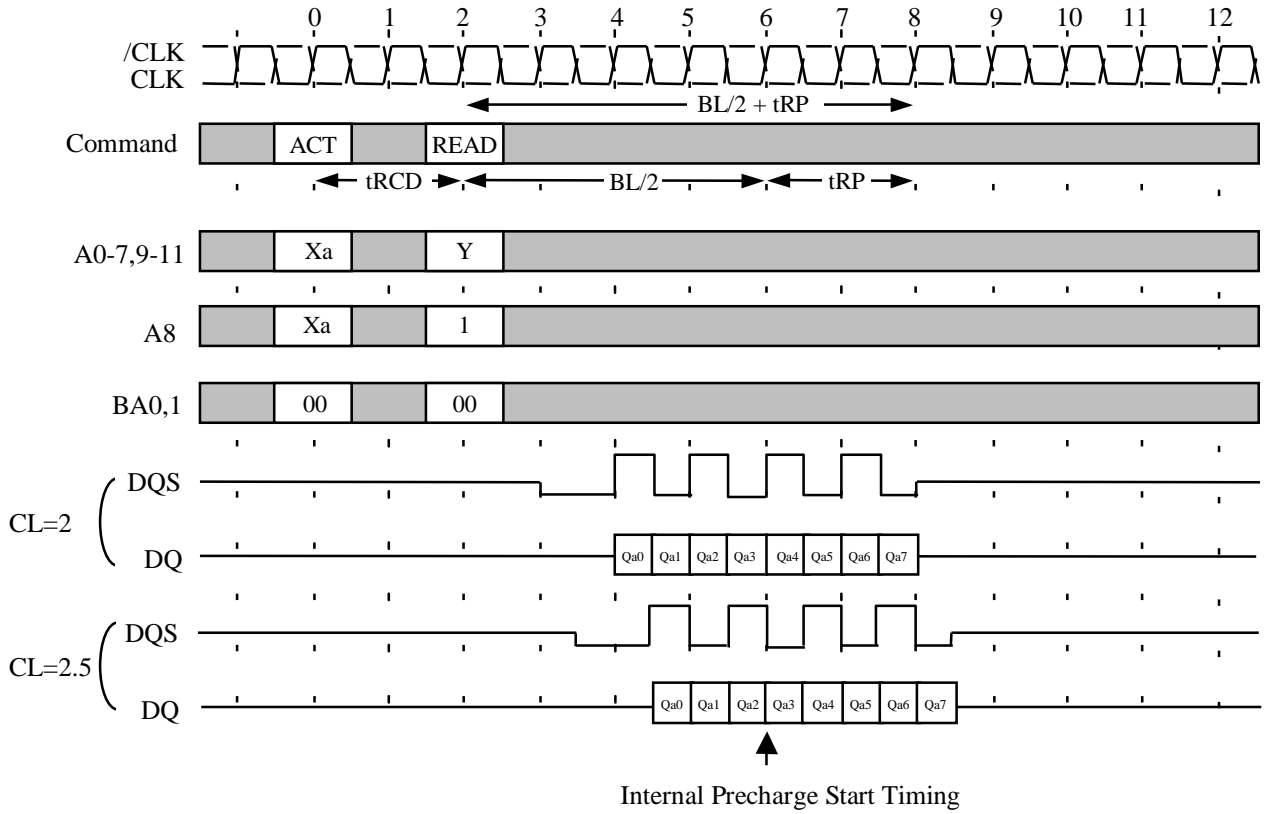 0 1 2 3 4 5 6 7 8 9 10 11 12
/CLK
CLK
BL/2 + tRP
Command ACT READ
tRCD BL/2 tRP
A0-7,9-11 Xa Y
A8 Xa 1
BA0,1 00 00
DQS
CL=2
DQ Qa0 Qa1 Qa2 Qa3 Qa4 Qa5 Qa6 Qa7
DQS
CL=2.5
DQ Qa0 Qa1 Qa2 Qa3 Qa4 Qa5 Qa6 Qa7
Internal Precharge Start Timing